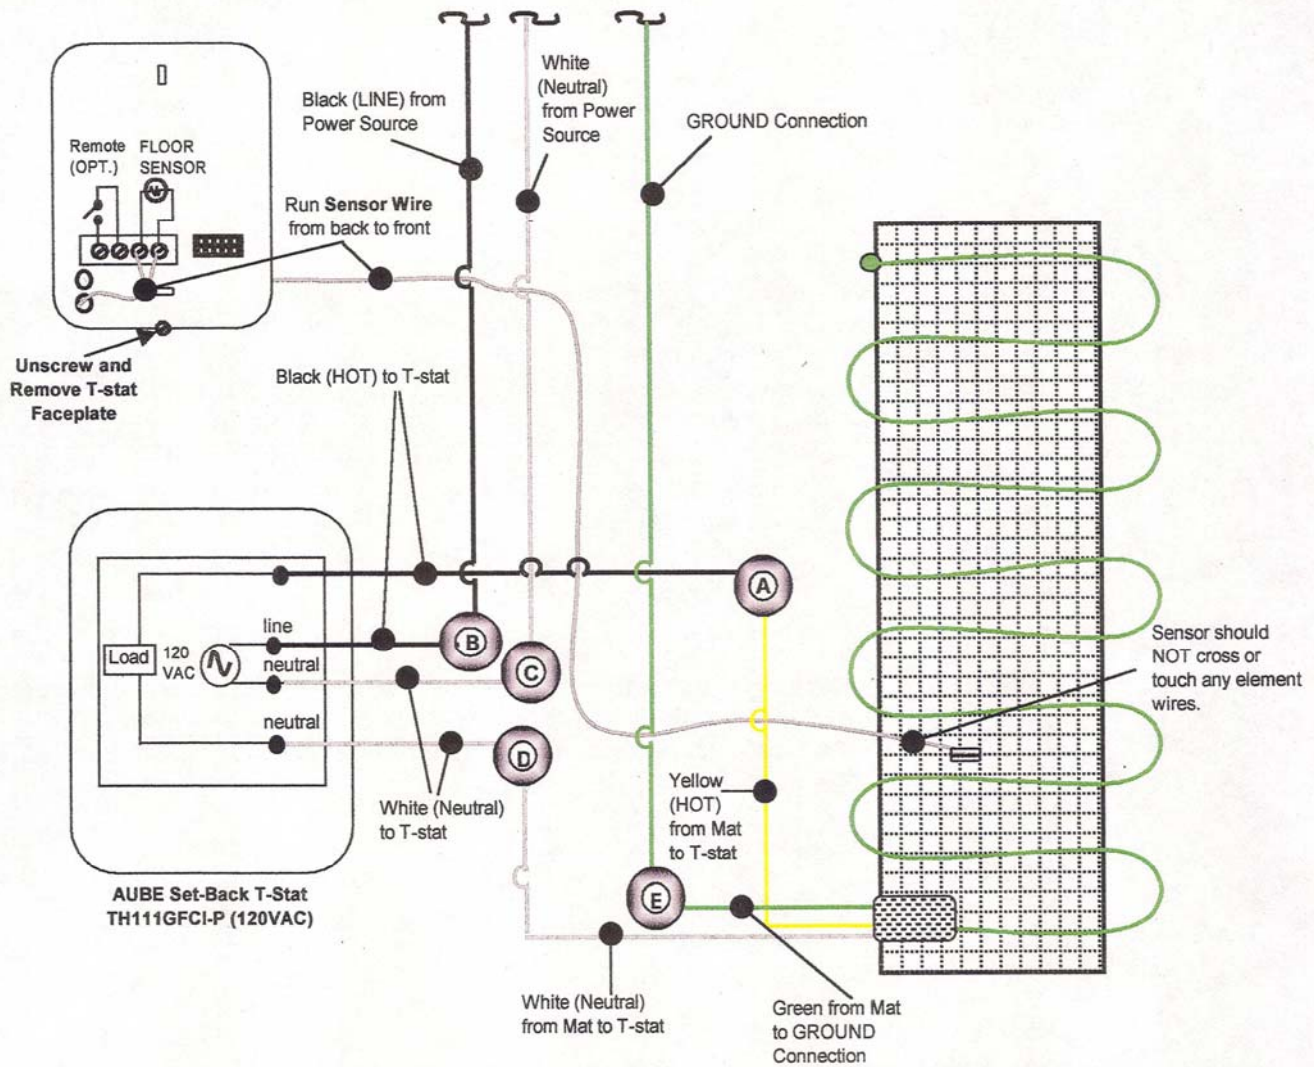 White
(Neutral)
from Power
Source
Black (LINE) from
Power Source
GROUND Connection
Remote
(OPT.)
FLOOR
SENSOR
Run Sensor Wire
from back to front
Unscrew and
Remove T-stat
Faceplate
Black (HOT) to T-stat
A
line
B
Load
120
VAC
neutral
C
neutral
D
Sensor should
NOT cross or
touch any element
wires.
White (Neutral)
to T-stat
Yellow
(HOT)
from Mat
to T-stat
E
AUBE Set-Back T-Stat
TH111GFCI-P (120VAC)
White (Neutral)
from Mat to T-stat
Green from Mat
to GROUND
Connection